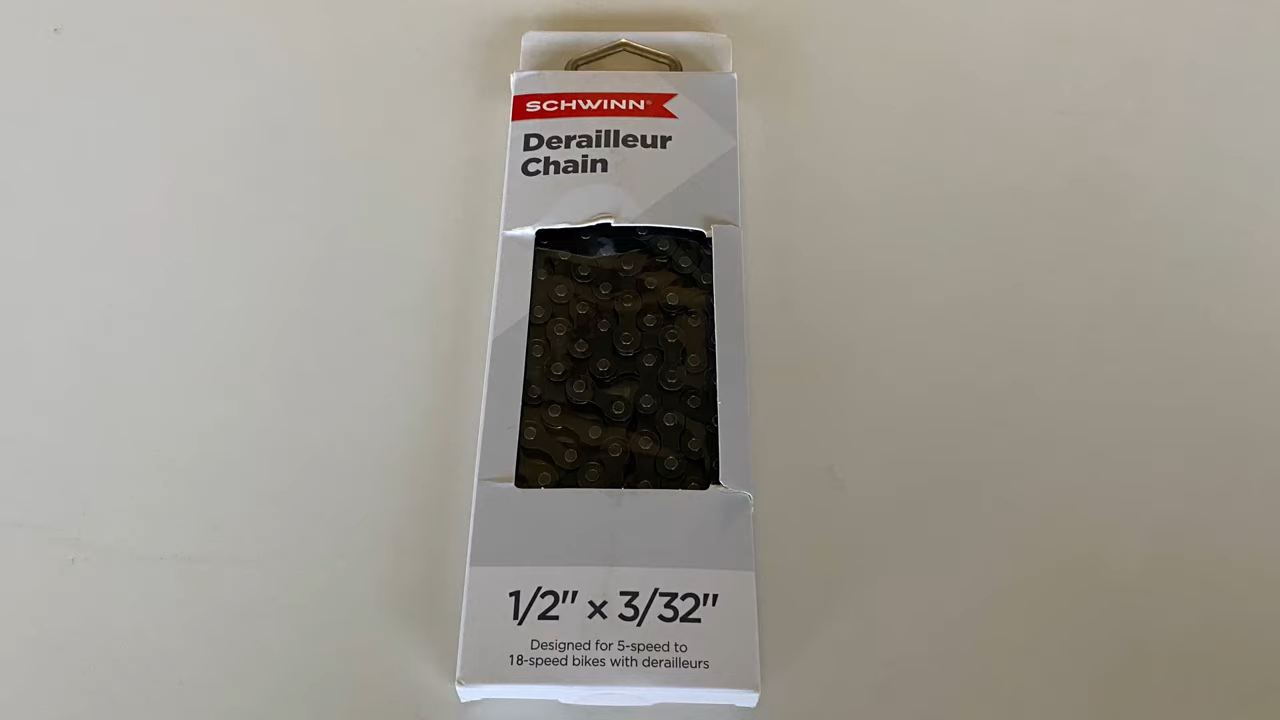 SCHWINN®
Derailleur
Chain
1/2" × 3/32"
Designed for 5-speed to
18-speed bikes with derailleurs